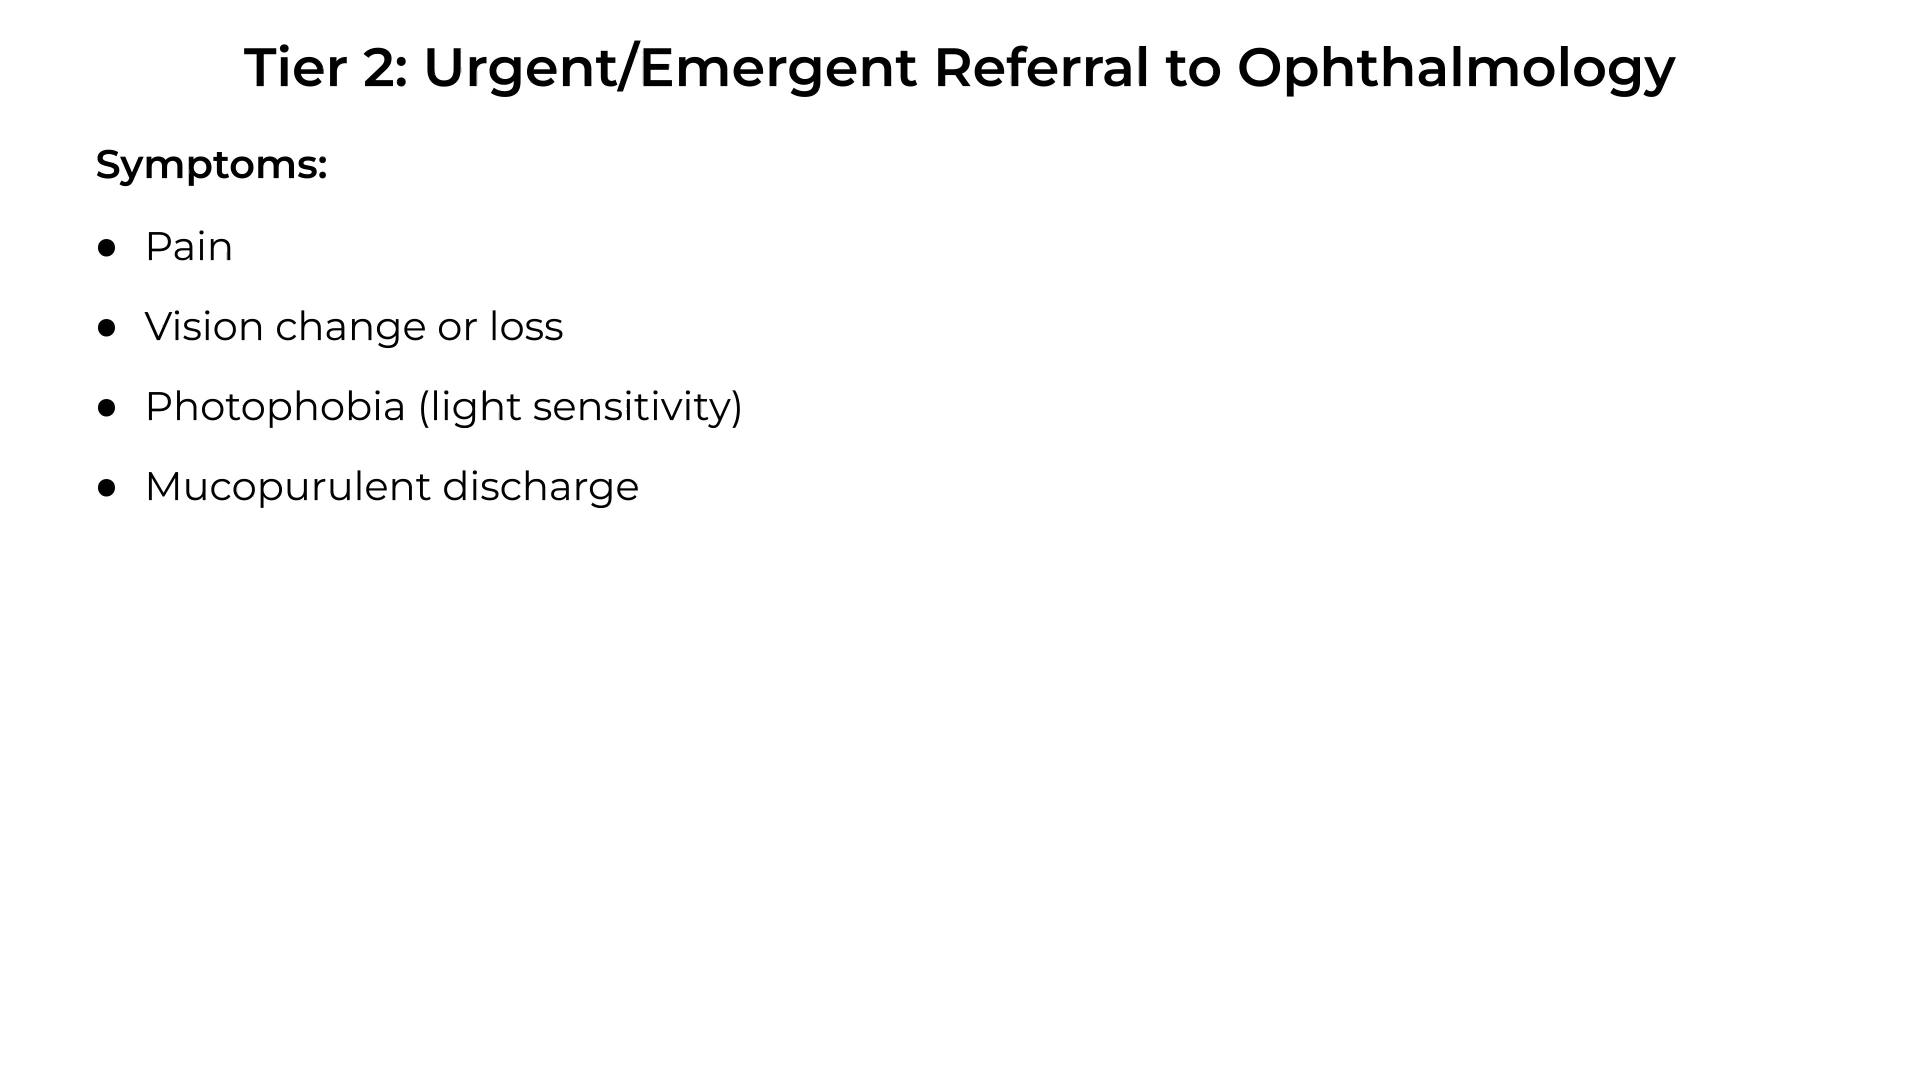 Tier 2: Urgent/Emergent Referral to Ophthalmology
Symptoms:
● Pain
● Vision change or loss
● Photophobia (light sensitivity)
● Mucopurulent discharge